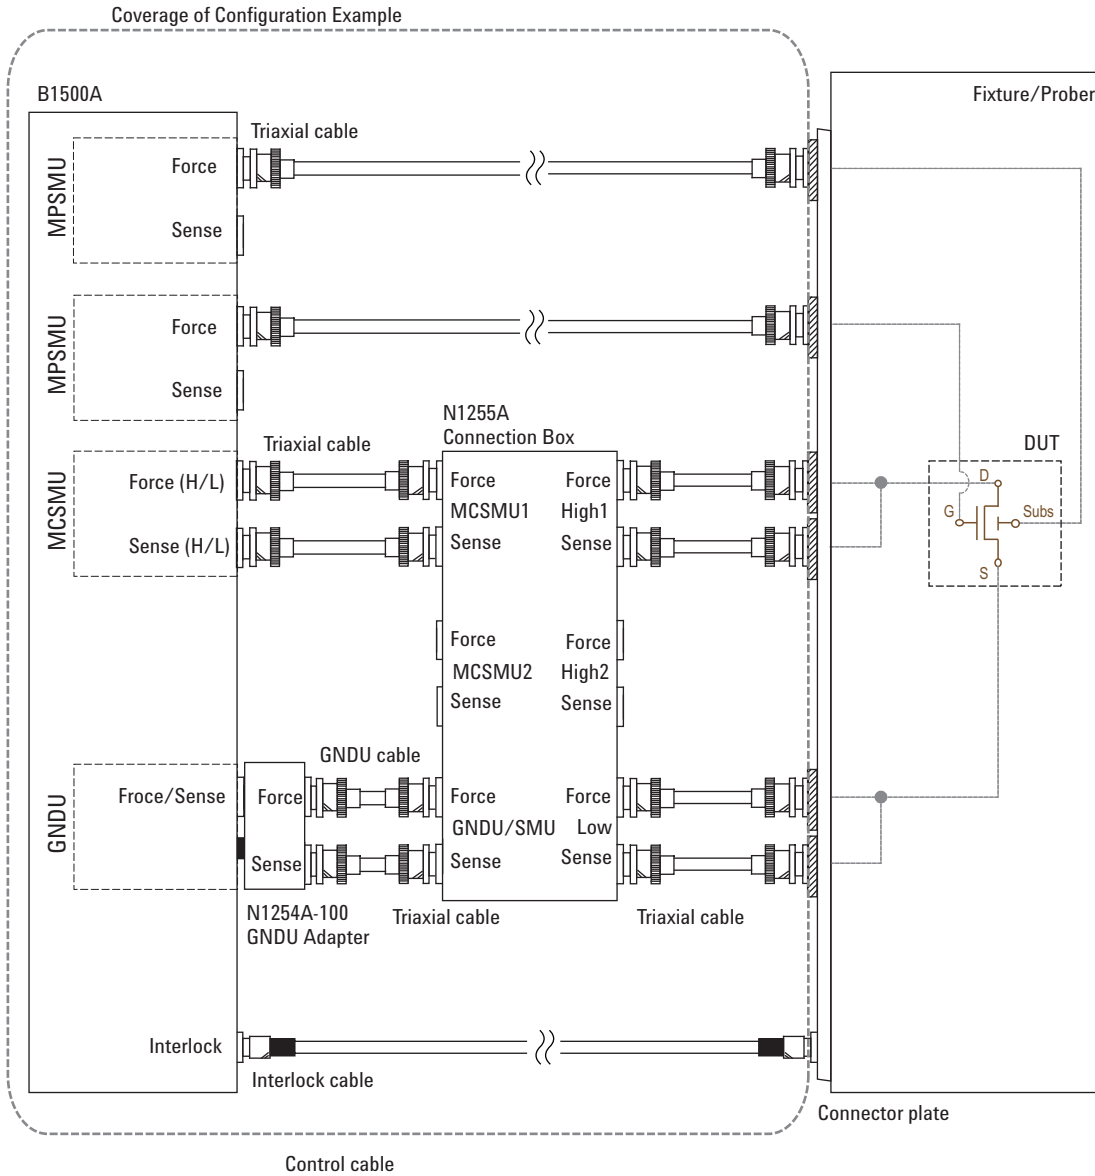 Coverage of Configuration Example
B1500A
Fixture/Prober
Triaxial cable
MPSMU
Force
Sense
MPSMU
Force
Sense
N1255A
Connection Box
Triaxial cable
DUT
MCSMU
Force (H/L)
Sense (H/L)
Force
MCSMU1
Sense
Force
High1
Sense
D
G
Subs
S
Force
MCSMU2
Sense
Force
High2
Sense
GNDU cable
GNDU
Froce/Sense
Force
Sense
Force
GNDU/SMU
Sense
Force
Low
Sense
N1254A-100
GNDU Adapter
Triaxial cable
Triaxial cable
Interlock
Interlock cable
Connector plate
Control cable